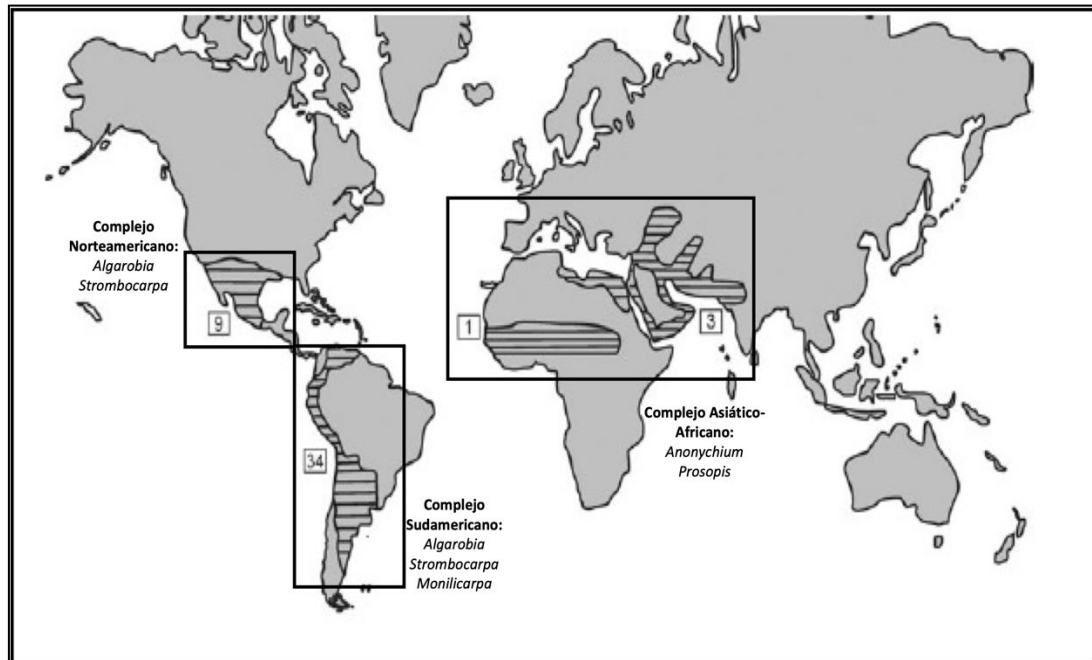 Complejo
Norteamericano:
Algarobia
Strombocarpa
9
1
3
Complejo Asiático-
Africano:
Anonychium
Prosopis
34
Complejo
Sudamericano:
Algarobia
Strombocarpa
Monilicarpa